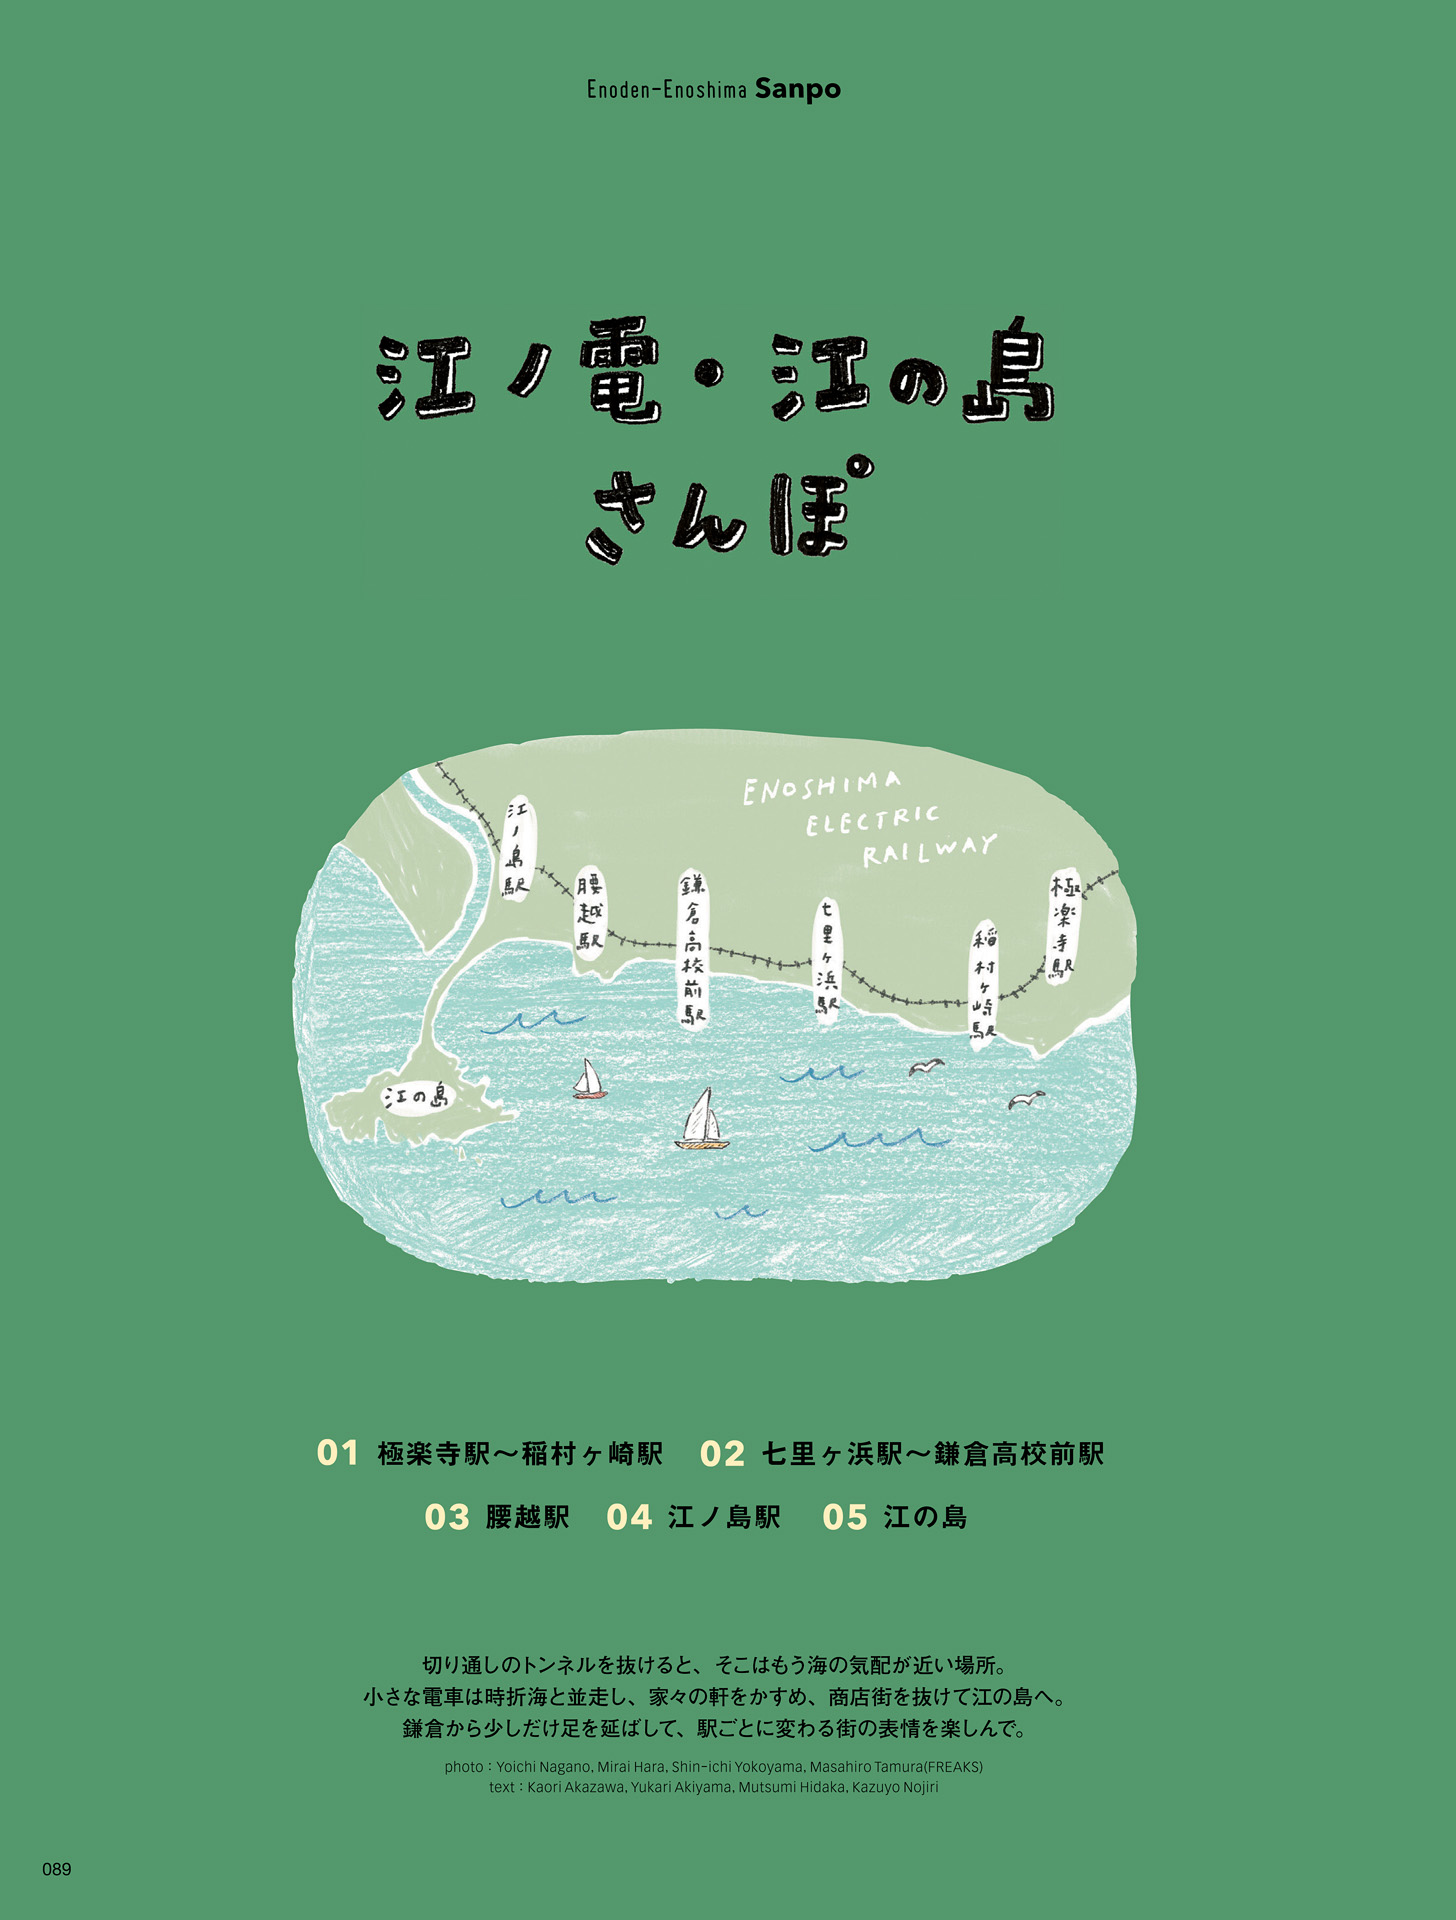 Enoden-Enoshima Sanpo
江ノ電・江の島
さんぽ
ENOSHIMA
ELECTRIC
RAILWAY
江ノ島駅
腰越駅
鎌倉高校前駅
七里ヶ浜駅
稲村ヶ崎駅
極楽寺駅
江の島
01 極楽寺駅〜稲村ヶ崎駅 02 七里ヶ浜駅〜鎌倉高校前駅
03 腰越駅 04 江ノ島駅 05 江の島
切り通しのトンネルを抜けると、そこはもう海の気配が近い場所。
小さな電車は時折海と並走し、家々の軒をかすめ、商店街を抜けて江の島へ。
鎌倉から少しだけ足を延ばして、駅ごとに変わる街の表情を楽しんで。
photo：Yoichi Nagano, Mirai Hara, Shin-ichi Yokoyama, Masahiro Tamura(FREAKS)
text：Kaori Akazawa, Yukari Akiyama, Mutsumi Hidaka, Kazuyo Nojiri
089